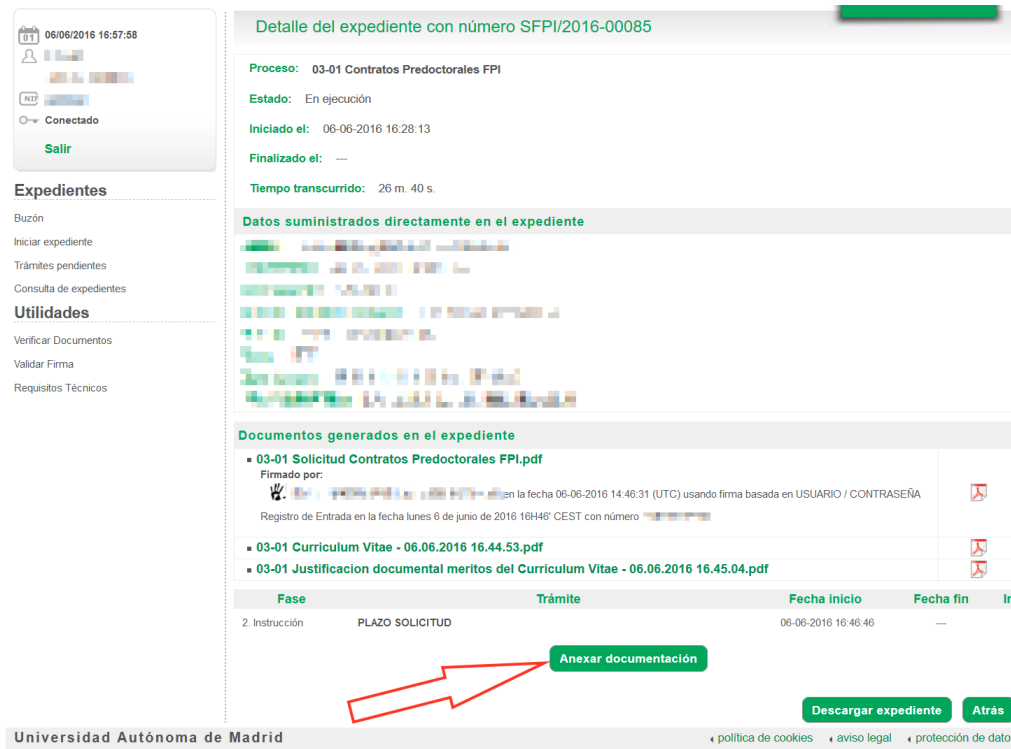 01
06/06/2016 16:57:58
NIF
Conectado
Salir
Expedientes
Buzón
Iniciar expediente
Trámites pendientes
Consulta de expedientes
Utilidades
Verificar Documentos
Validar Firma
Requisitos Técnicos
Detalle del expediente con número SFPI/2016-00085
Proceso: 03-01 Contratos Predoctorales FPI
Estado: En ejecución
Iniciado el: 06-06-2016 16:28:13
Finalizado el: ---
Tiempo transcurrido: 26 m. 40 s.
Datos suministrados directamente en el expediente
Documentos generados en el expediente
03-01 Solicitud Contratos Predoctorales FPI.pdf
Firmado por:
en la fecha 06-06-2016 14:46:31 (UTC) usando firma basada en USUARIO / CONTRASEÑA
Registro de Entrada en la fecha lunes 6 de junio de 2016 16H46' CEST con número
03-01 Curriculum Vitae - 06.06.2016 16.44.53.pdf
03-01 Justificacion documental meritos del Curriculum Vitae - 06.06.2016 16.45.04.pdf
Fase Trámite Fecha inicio Fecha fin
2. Instrucción PLAZO SOLICITUD 06-06-2016 16:46:46 ---
Anexar documentación
Descargar expediente Atrás
Universidad Autónoma de Madrid política de cookies aviso legal protección de dato